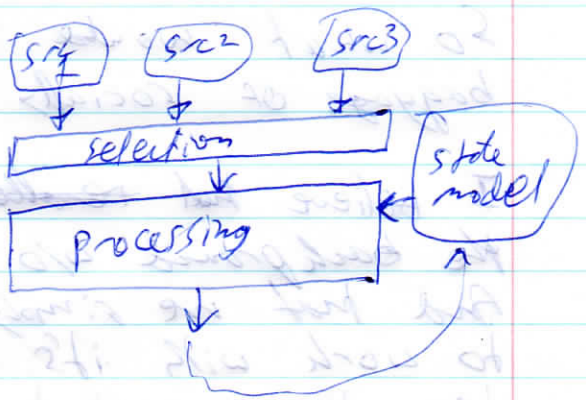 src1 src2 src3
selection
state
model
processing